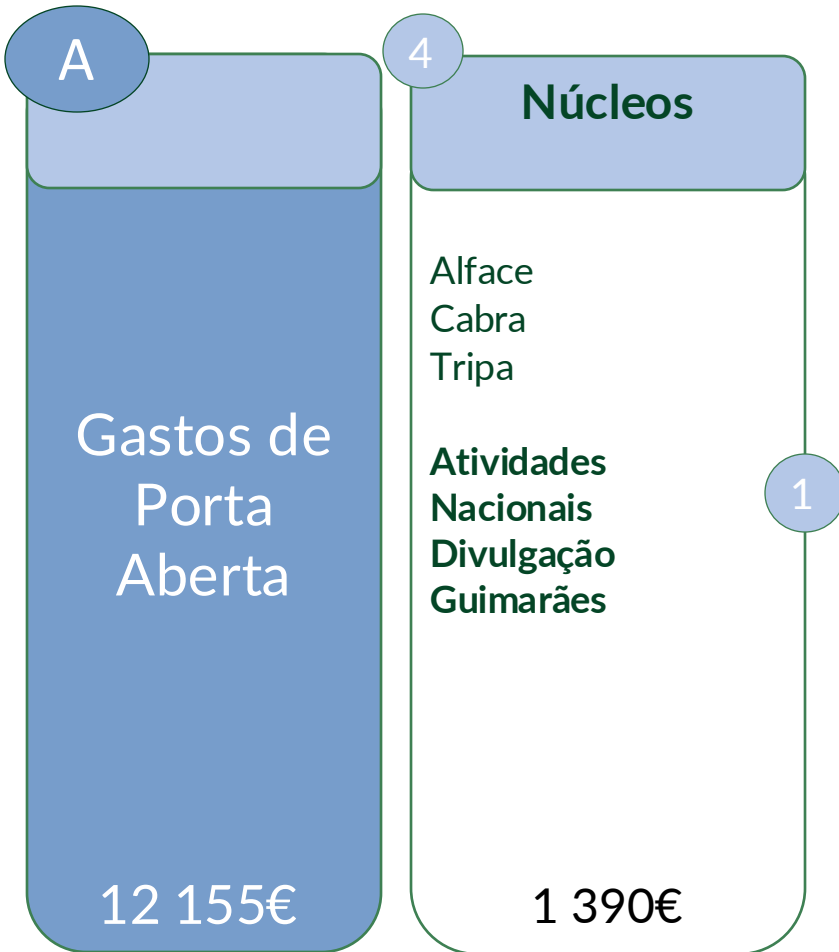 A
Gastos de
Porta
Aberta
12 155€
4
Núcleos
Alface
Cabra
Tripa
Atividades
Nacionais
Divulgação
Guimarães
1
1 390€